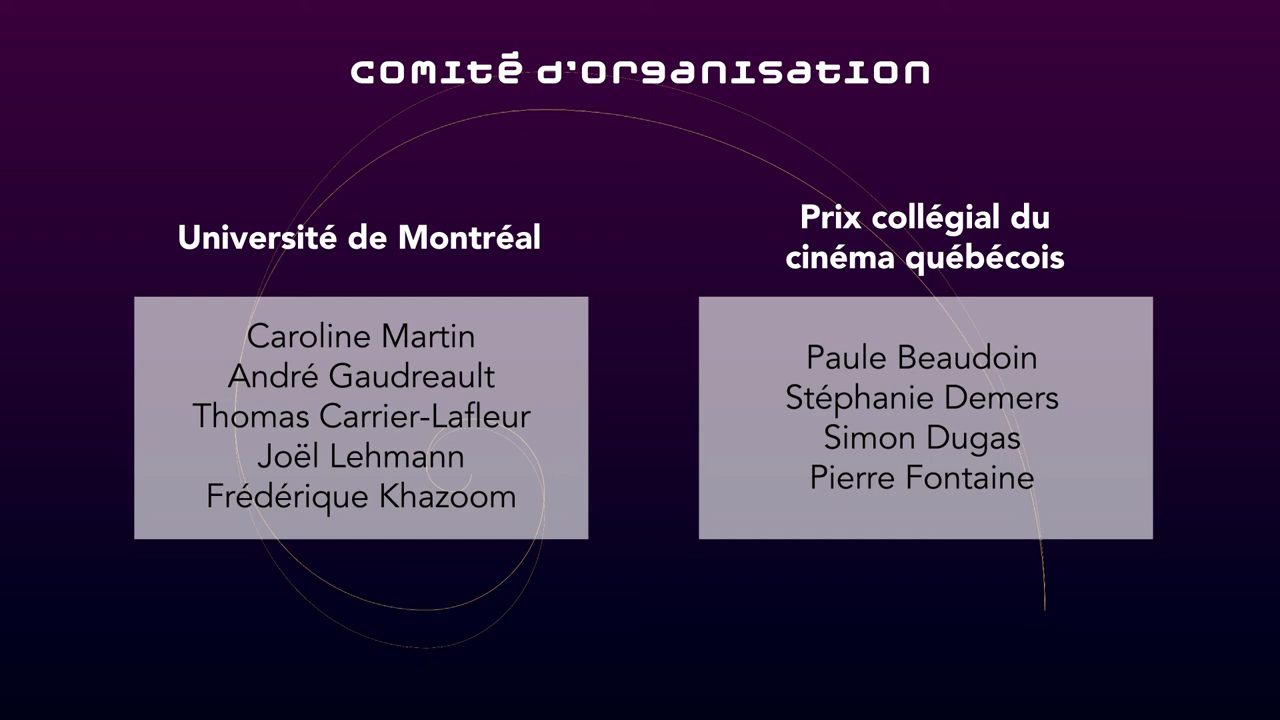 comité d'organisation
Université de Montréal
Caroline Martin
André Gaudreault
Thomas Carrier-Lafleur
Joël Lehmann
Frédérique Khazoom
Prix collégial du
cinéma québécois
Paule Beaudoin
Stéphanie Demers
Simon Dugas
Pierre Fontaine